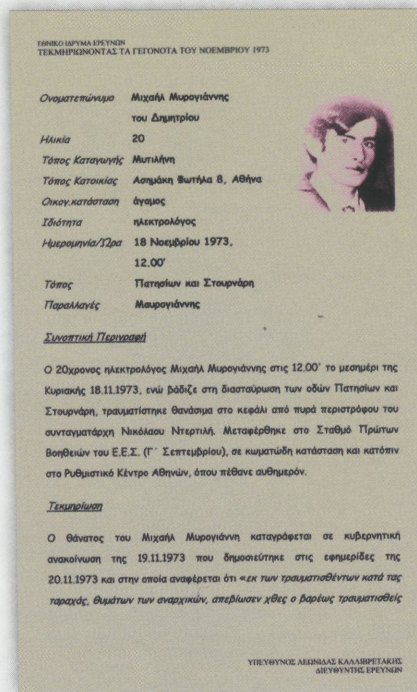 ΕΘΝΙΚΟ ΙΔΡΥΜΑ ΕΡΕΥΝΩΝ
ΤΕΚΜΗΡΙΩΝΟΝΤΑΣ ΤΑ ΓΕΓΟΝΟΤΑ ΤΟΥ ΝΟΕΜΒΡΙΟΥ 1973
Ονοματεπώνυμο Μιχαήλ Μυρογιάννης
του Δημητρίου
Ηλικία 20
Τόπος Καταγωγής Μυτιλήνη
Τόπος Κατοικίας Ασημάκη Φωτήλα 8, Αθήνα
Οικογ.κατάσταση άγαμος
Ιδιότητα ηλεκτρολόγος
Ημερομηνία/Ώρα 18 Νοεμβρίου 1973,
12.00'
Τόπος Πατησίων και Στουρνάρη
Παραλλαγές Μαυρογιάννης
Συνοπτική Περιγραφή
Ο 20χρονος ηλεκτρολόγος Μιχαήλ Μυρογιάννης στις 12.00' το μεσημέρι της
Κυριακής 18.11.1973, ενώ βάδιζε στη διασταύρωση των οδών Πατησίων και
Στουρνάρη, τραυματίστηκε θανάσιμα στο κεφάλι από πυρά περιστρόφου του
συνταγματάρχη Νικόλαου Ντερτιλή. Μεταφέρθηκε στο Σταθμό Πρώτων
Βοηθειών του Ε.Ε.Σ. (Γ' Σεπτεμβρίου), σε κωματώδη κατάσταση και κατόπιν
στο Ρυθμιστικό Κέντρο Αθηνών, όπου πέθανε αυθημερόν.
Τεκμηρίωση
Ο θάνατος του Μιχαήλ Μυρογιάννη καταγράφεται σε κυβερνητική
ανακοίνωση της 19.11.1973 που δημοσιεύτηκε στις εφημερίδες της
20.11.1973 και στην οποία αναφέρεται ότι «εκ των τραυματισθέντων κατά τας
ταραχάς, θυμάτων των αναρχικών, απεβίωσεν χθες ο βαρέως τραυματισθείς
ΥΠΕΥΘΥΝΟΣ ΛΕΩΝΙΔΑΣ ΚΑΛΛΙΒΡΕΤΑΚΗΣ
ΔΙΕΥΘΥΝΤΗΣ ΕΡΕΥΝΩΝ